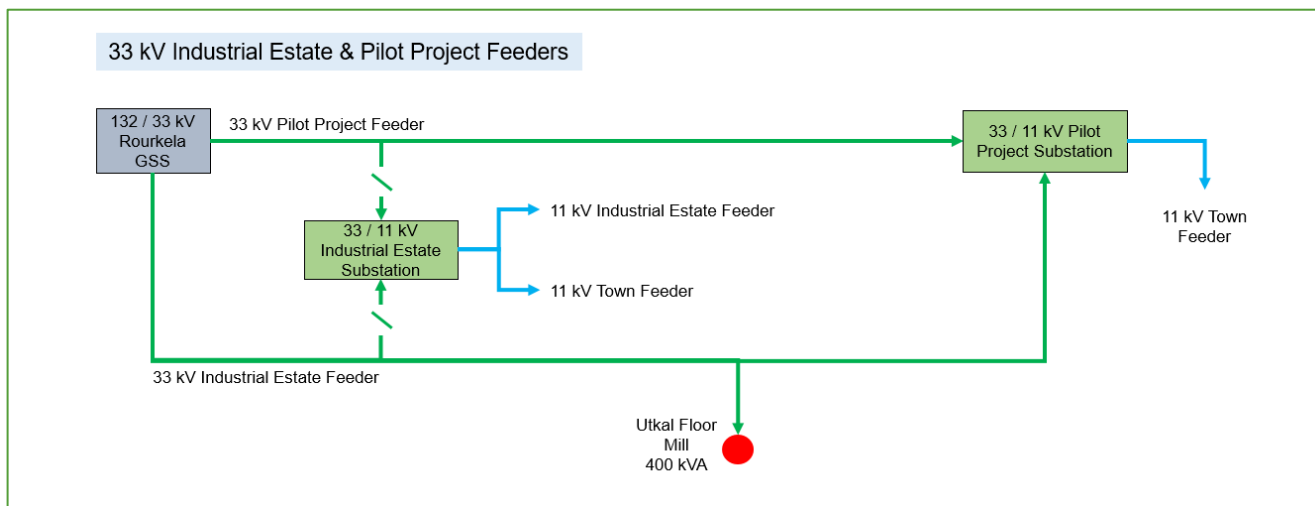 33 kV Industrial Estate & Pilot Project Feeders
132 / 33 kV
Rourkela
GSS
33 kV Pilot Project Feeder
33 / 11 kV Pilot
Project Substation
11 kV Industrial Estate Feeder
11 kV Town
Feeder
33 / 11 kV
Industrial Estate
Substation
11 kV Town Feeder
33 kV Industrial Estate Feeder
Utkal Floor
Mill
400 kVA